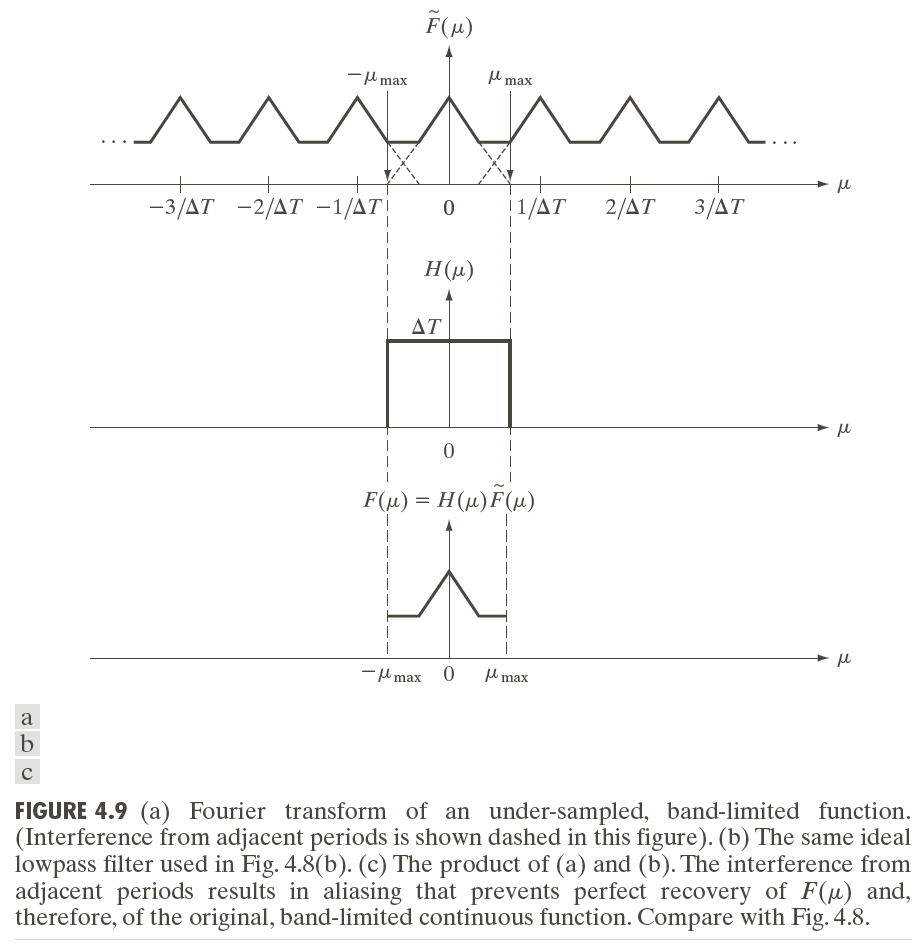 F̃(μ)
−μmax μmax
. . . . . .
μ
−3/ΔT −2/ΔT −1/ΔT 0 1/ΔT 2/ΔT 3/ΔT
H(μ)
ΔT
μ
0
F(μ) = H(μ)F̃(μ)
μ
−μmax 0 μmax
a
b
c
FIGURE 4.9 (a) Fourier transform of an under-sampled, band-limited function.
(Interference from adjacent periods is shown dashed in this figure). (b) The same ideal
lowpass filter used in Fig. 4.8(b). (c) The product of (a) and (b). The interference from
adjacent periods results in aliasing that prevents perfect recovery of F(μ) and,
therefore, of the original, band-limited continuous function. Compare with Fig. 4.8.